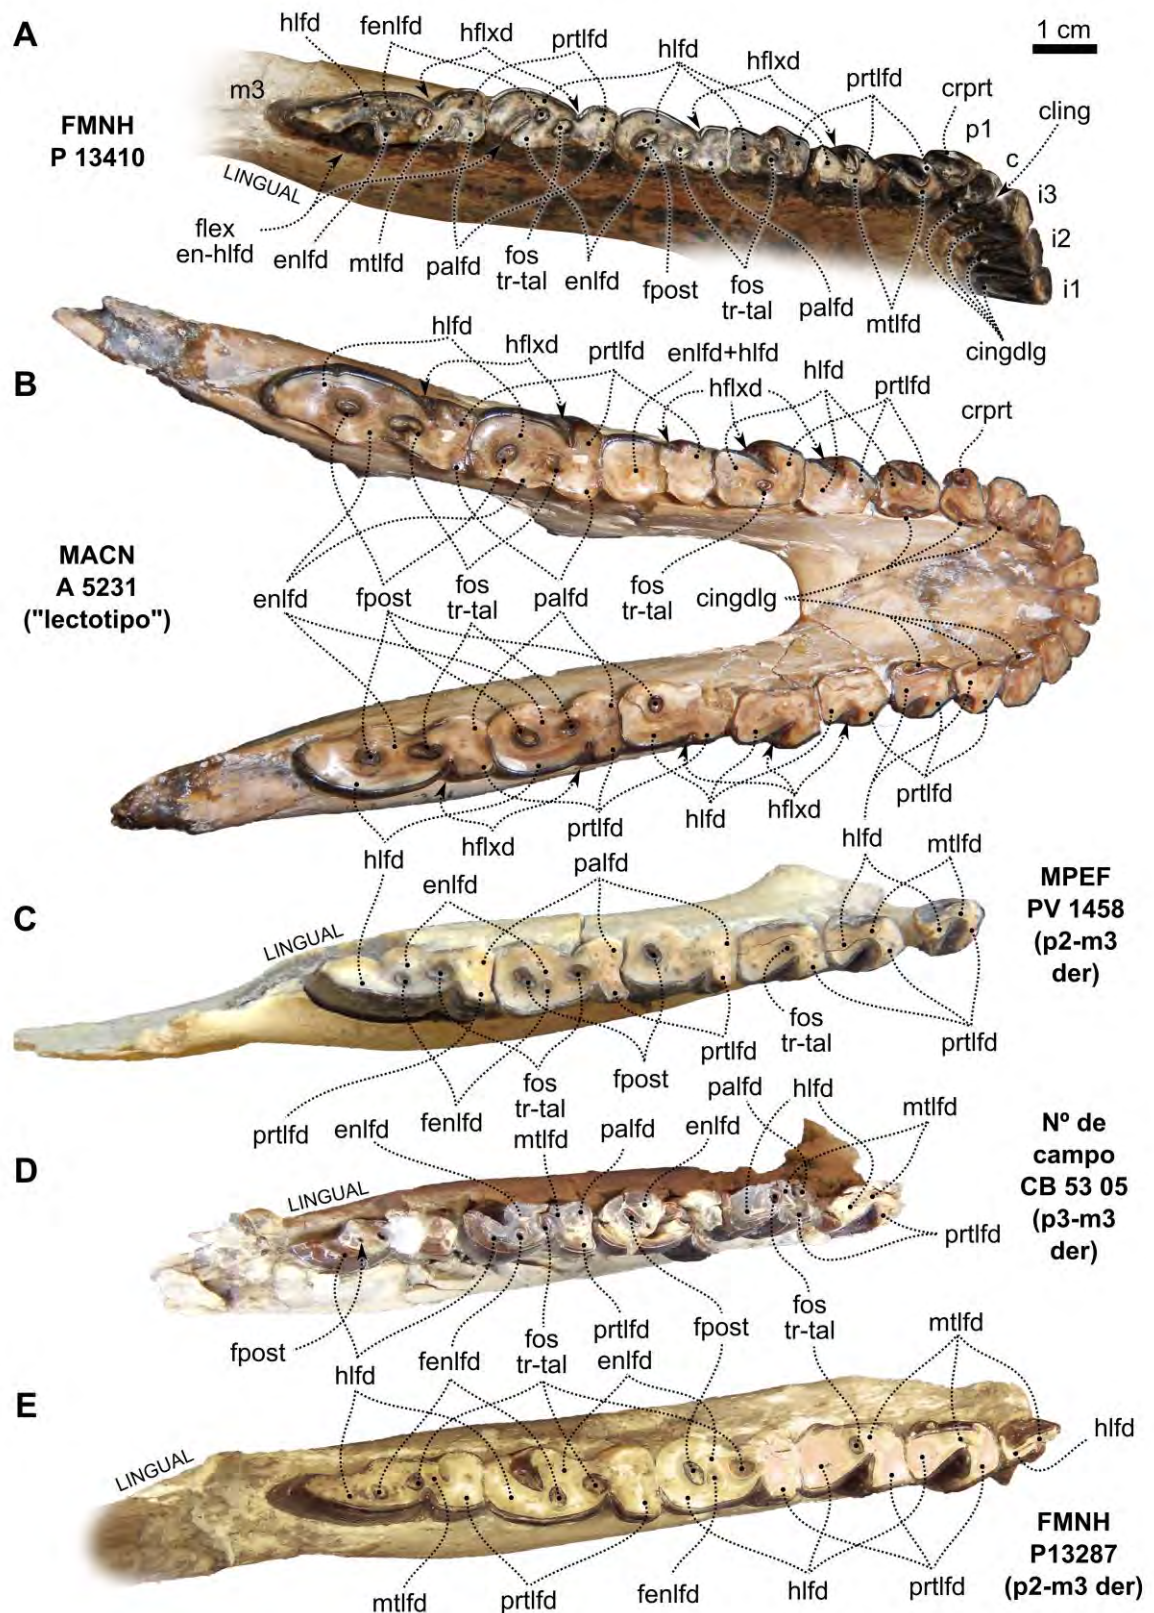 A
hlfd
fenlfd
hflxd
prtlfd
hlfd
hflxd
prtlfd
crprt
1 cm
m3
p1
cling
c
i3
i2
i1
FMNH
P 13410
LINGUAL
flex
en-hlfd
enlfd
mtlfd
palfd
fos
tr-tal
enlfd
fpost
fos
tr-tal
palfd
mtlfd
cingdlg
B
hlfd
hflxd
prtlfd
enlfd+hlfd
hflxd
hlfd
prtlfd
crprt
MACN
A 5231
("lectotipo")
enlfd
fpost
fos
tr-tal
palfd
fos
tr-tal
cingdlg
hlfd
hflxd
prtlfd
hlfd
hflxd
prtlfd
C
LINGUAL
enlfd
palfd
hlfd
mtlfd
MPEF
PV 1458
(p2-m3
der)
prtlfd
fenlfd
fos
tr-tal
fpost
prtlfd
fos
tr-tal
prtlfd
D
LINGUAL
enlfd
mtlfd
palfd
enlfd
palfd
hlfd
mtlfd
prtlfd
Nº de
campo
CB 53 05
(p3-m3
der)
fpost
hlfd
fenlfd
fos
tr-tal
prtlfd
enlfd
fpost
fos
tr-tal
mtlfd
E
LINGUAL
hlfd
mtlfd
prtlfd
fenlfd
hlfd
prtlfd
FMNH
P13287
(p2-m3 der)